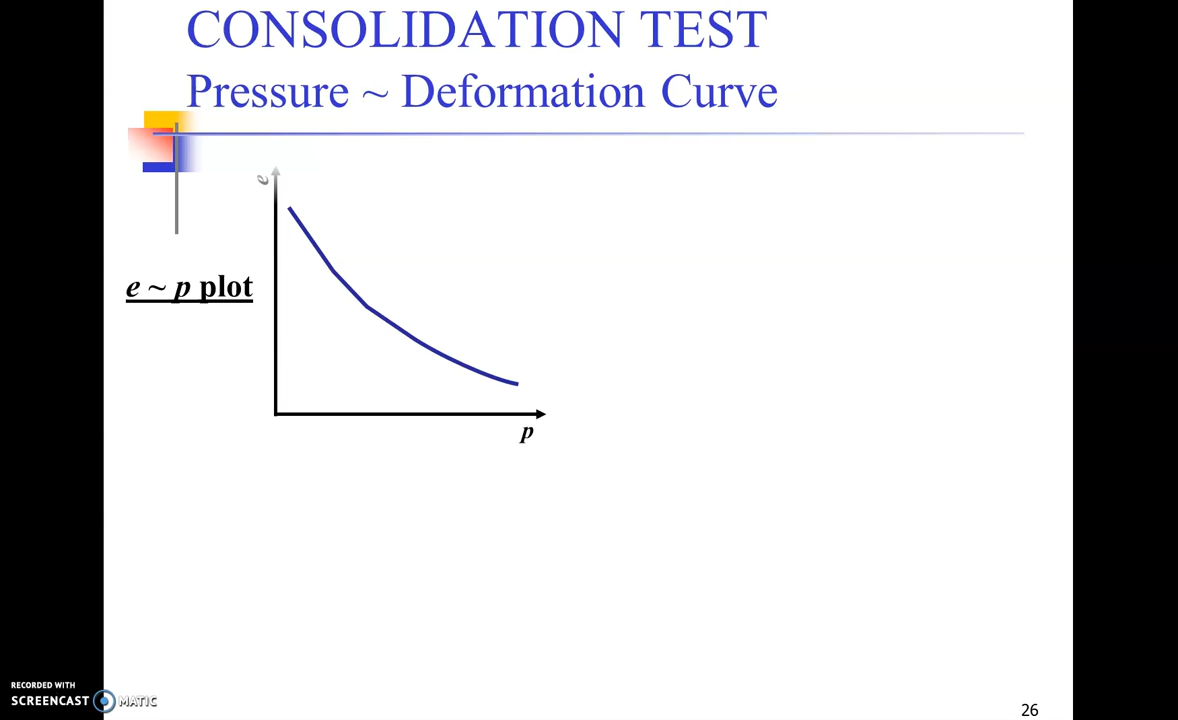 CONSOLIDATION TEST
Pressure ~ Deformation Curve
e
e ~ p plot
p
RECORDED WITH
SCREENCAST MATIC
26